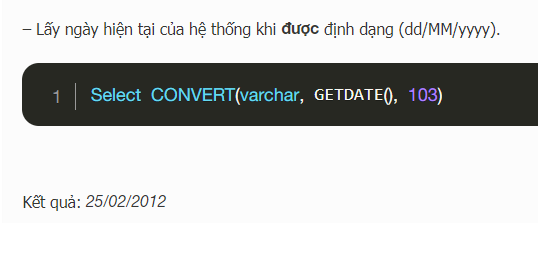 – Lấy ngày hiện tại của hệ thống khi được định dạng (dd/MM/yyyy).
1 Select CONVERT(varchar, GETDATE(), 103)
Kết quả: 25/02/2012